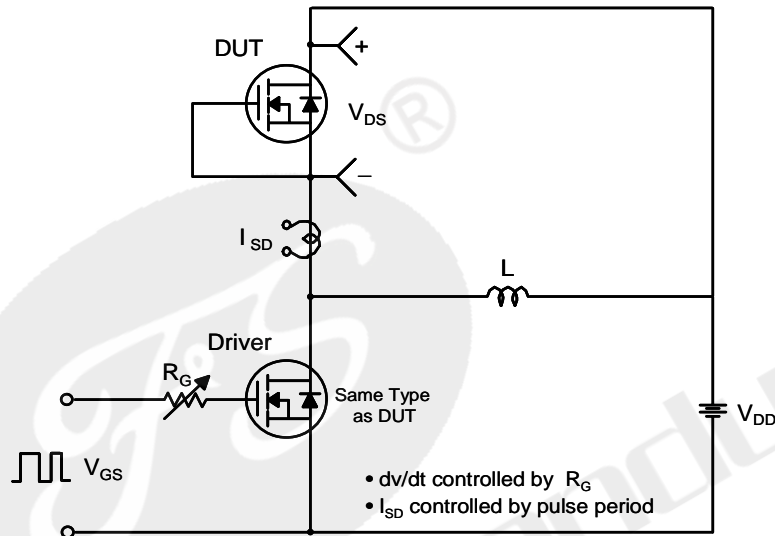 DUT
+
V_DS
®
−
I_SD
L
Driver
R_G
Same Type
as DUT
V_DD
V_GS
• dv/dt controlled by R_G
• I_SD controlled by pulse period